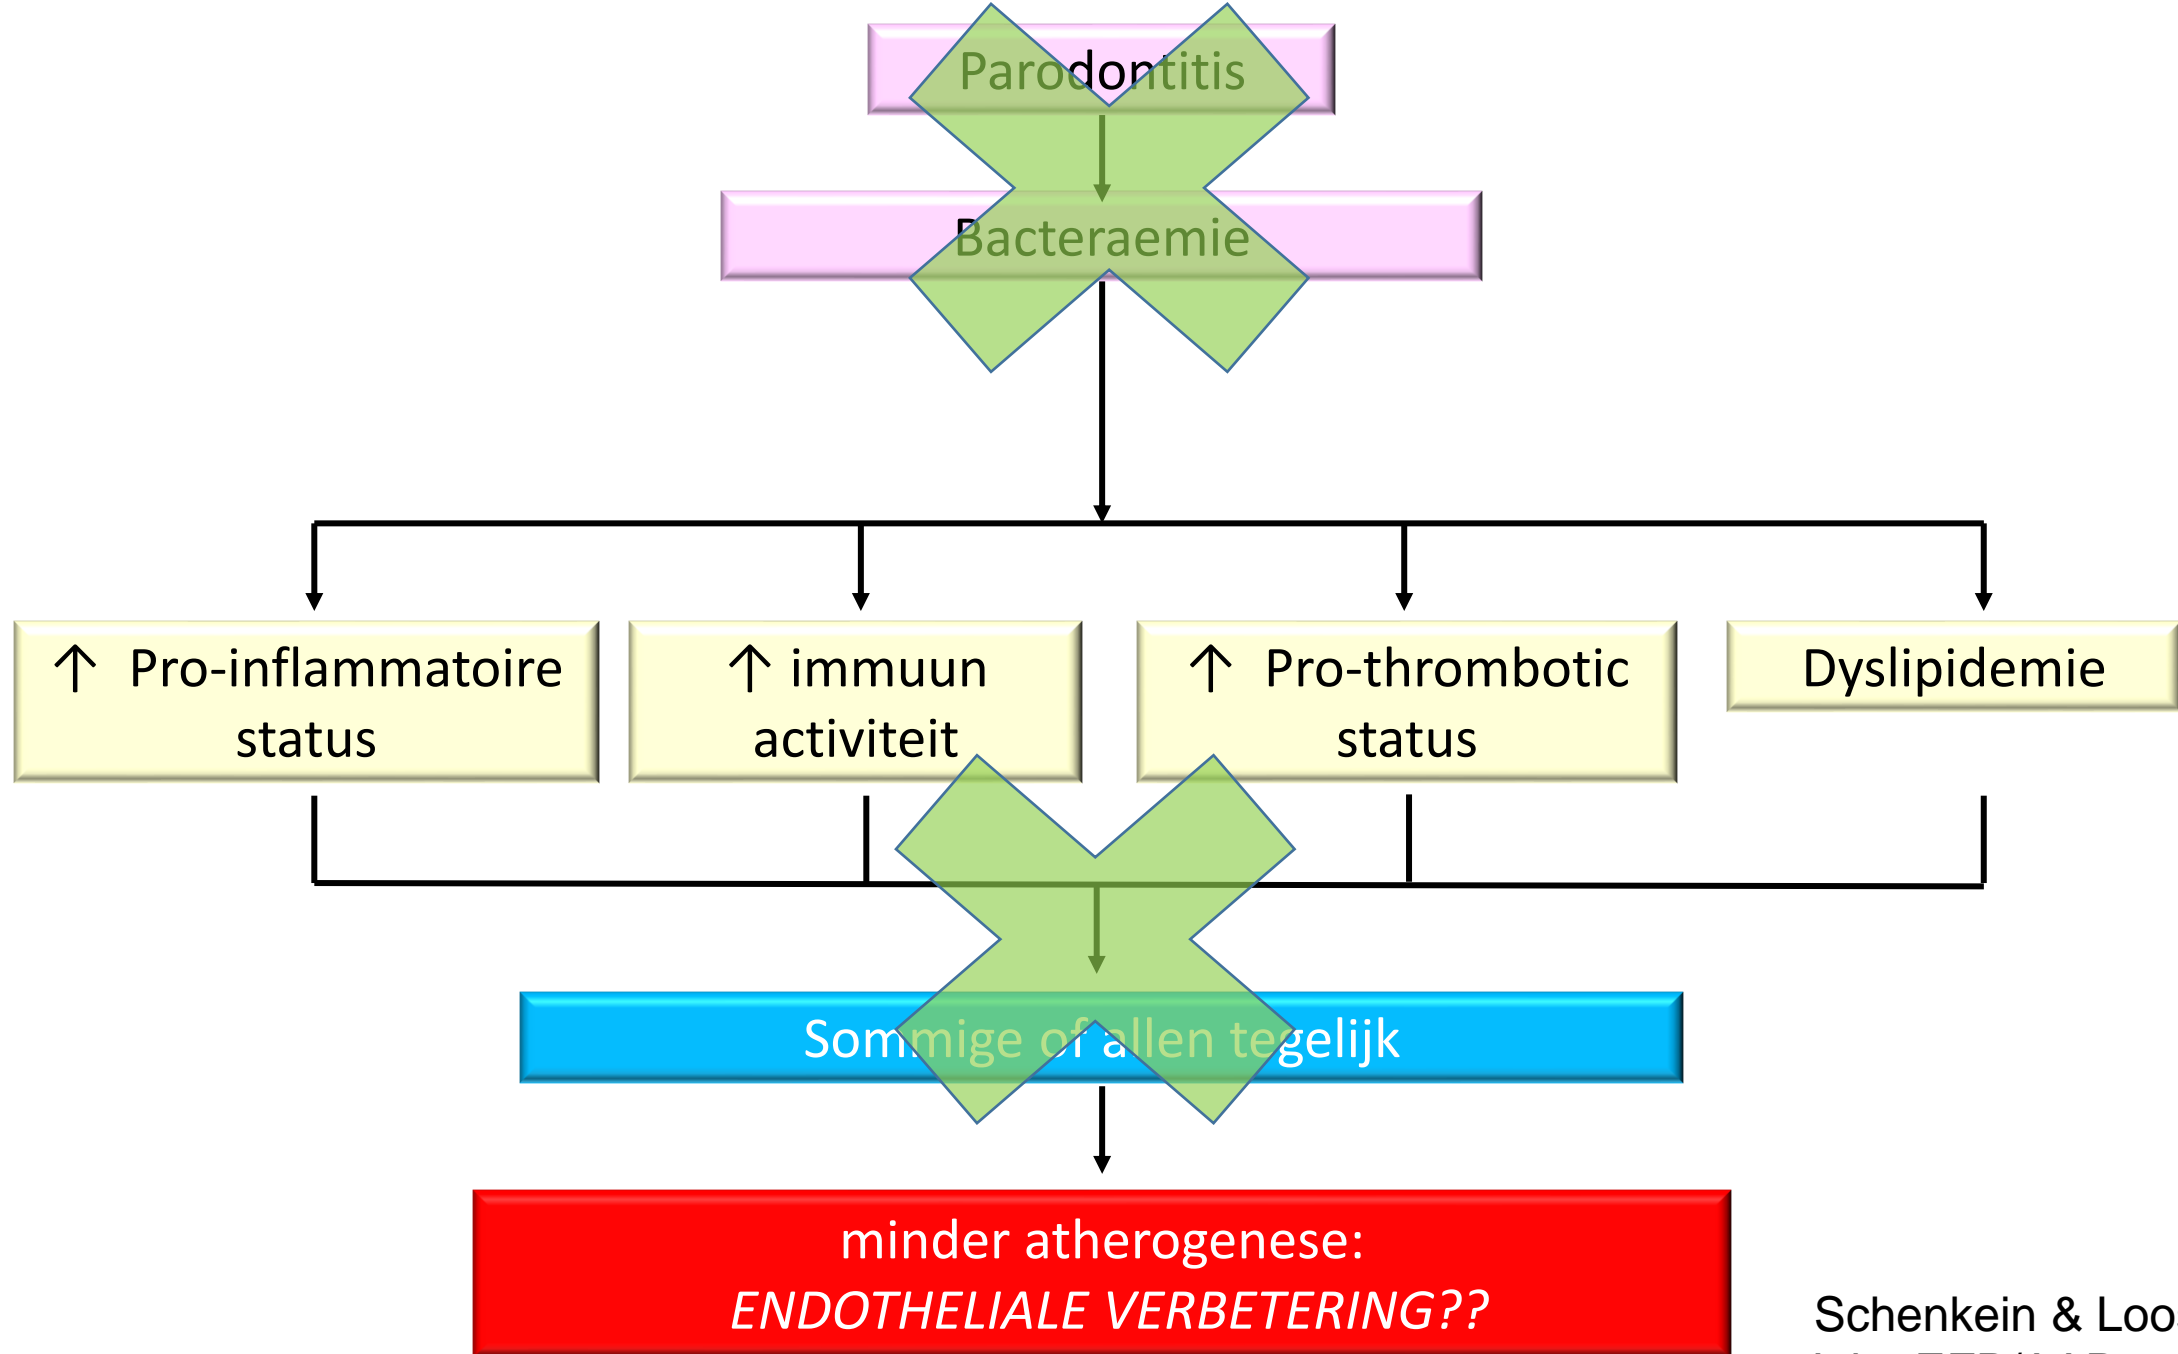 Parodontitis
Bacteraemie
↑ Pro-inflammatoire
status
↑ immuun
activiteit
↑ Pro-thrombotic
status
Dyslipidemie
Sommige of allen tegelijk
minder atherogenese:
ENDOTHELIALE VERBETERING??
Schenkein & Loos